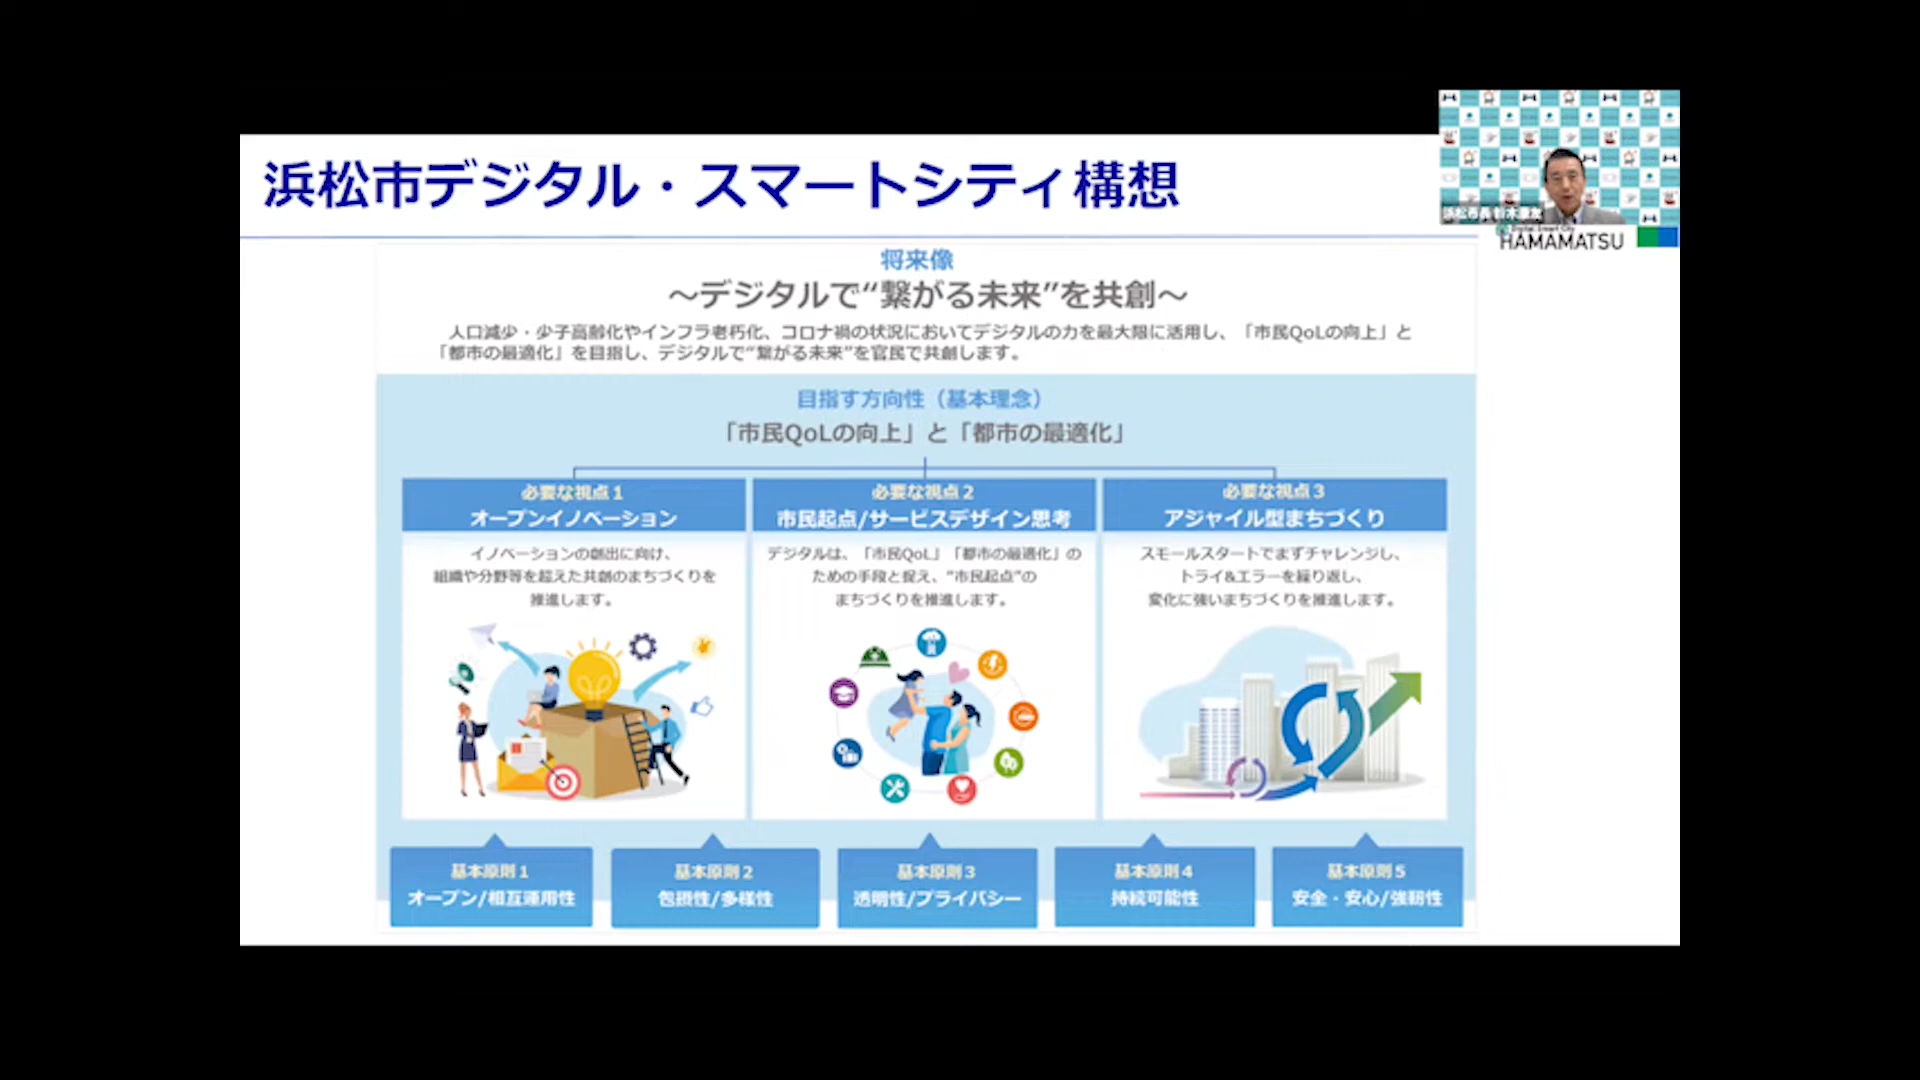 浜松市デジタル・スマートシティ構想
浜松市長 鈴木康友
Digital Smart City
HAMAMATSU
将来像
～デジタルで“繋がる未来”を共創～
人口減少・少子高齢化やインフラ老朽化、コロナ禍の状況においてデジタルの力を最大限に活用し、「市民QoLの向上」と
「都市の最適化」を目指し、デジタルで“繋がる未来”を官民で共創します。
目指す方向性（基本理念）
「市民QoLの向上」と「都市の最適化」
必要な視点１
オープンイノベーション
イノベーションの創出に向け、
組織や分野等を超えた共創のまちづくりを
推進します。
必要な視点２
市民起点/サービスデザイン思考
デジタルは、「市民QoL」「都市の最適化」の
ための手段と捉え、“市民起点”の
まちづくりを推進します。
必要な視点３
アジャイル型まちづくり
スモールスタートでまずチャレンジし、
トライ&エラーを繰り返し、
変化に強いまちづくりを推進します。
基本原則１
オープン/相互運用性
基本原則２
包摂性/多様性
基本原則３
透明性/プライバシー
基本原則４
持続可能性
基本原則５
安全・安心/強靭性